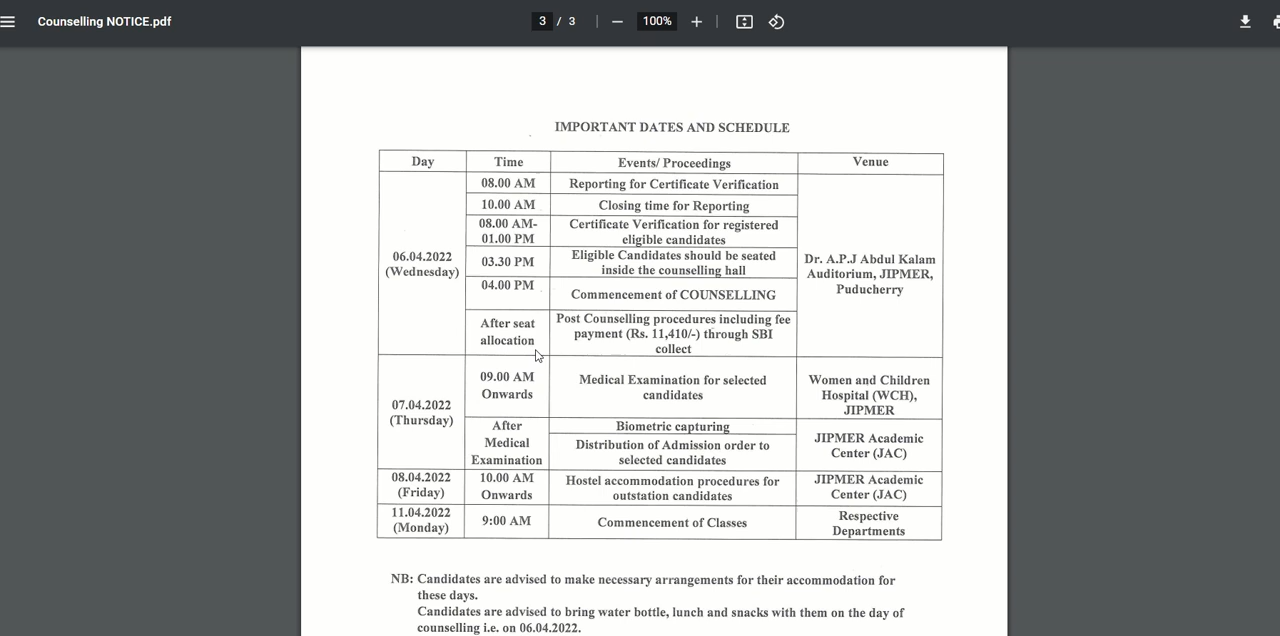 Counselling NOTICE.pdf
3 / 3
100%
IMPORTANT DATES AND SCHEDULE
Day Time Events/ Proceedings Venue
06.04.2022
(Wednesday)
08.00 AM Reporting for Certificate Verification
10.00 AM Closing time for Reporting
08.00 AM-
01.00 PM
Certificate Verification for registered
eligible candidates
03.30 PM
Eligible Candidates should be seated
inside the counselling hall
04.00 PM
Commencement of COUNSELLING
After seat
allocation
Post Counselling procedures including fee
payment (Rs. 11,410/-) through SBI
collect
Dr. A.P.J Abdul Kalam
Auditorium, JIPMER,
Puducherry
07.04.2022
(Thursday)
09.00 AM
Onwards
Medical Examination for selected
candidates
Women and Children
Hospital (WCH),
JIPMER
After
Medical
Examination
Biometric capturing
Distribution of Admission order to
selected candidates
JIPMER Academic
Center (JAC)
08.04.2022
(Friday)
10.00 AM
Onwards
Hostel accommodation procedures for
outstation candidates
JIPMER Academic
Center (JAC)
11.04.2022
(Monday)
9:00 AM
Commencement of Classes
Respective
Departments
NB: Candidates are advised to make necessary arrangements for their accommodation for
these days.
Candidates are advised to bring water bottle, lunch and snacks with them on the day of
counselling i.e. on 06.04.2022.